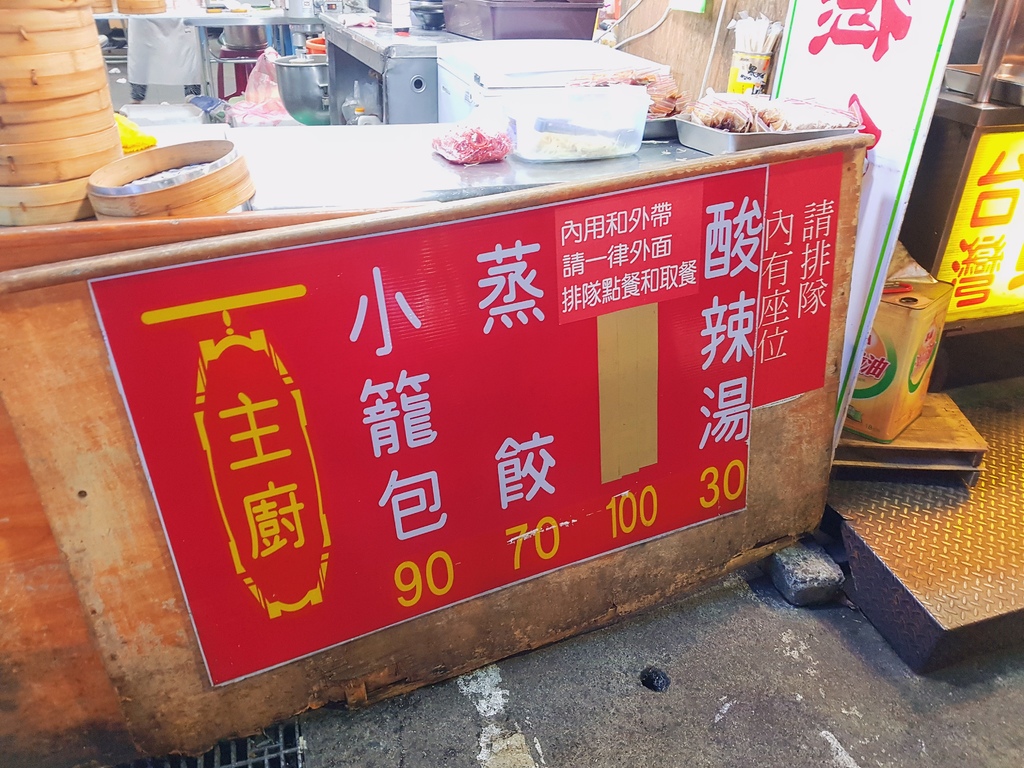 主廚
小籠包
90
蒸餃
70
內用和外帶
請一律外面
排隊點餐和取餐
100
酸辣湯
30
請排隊
內有座位
台灣
油